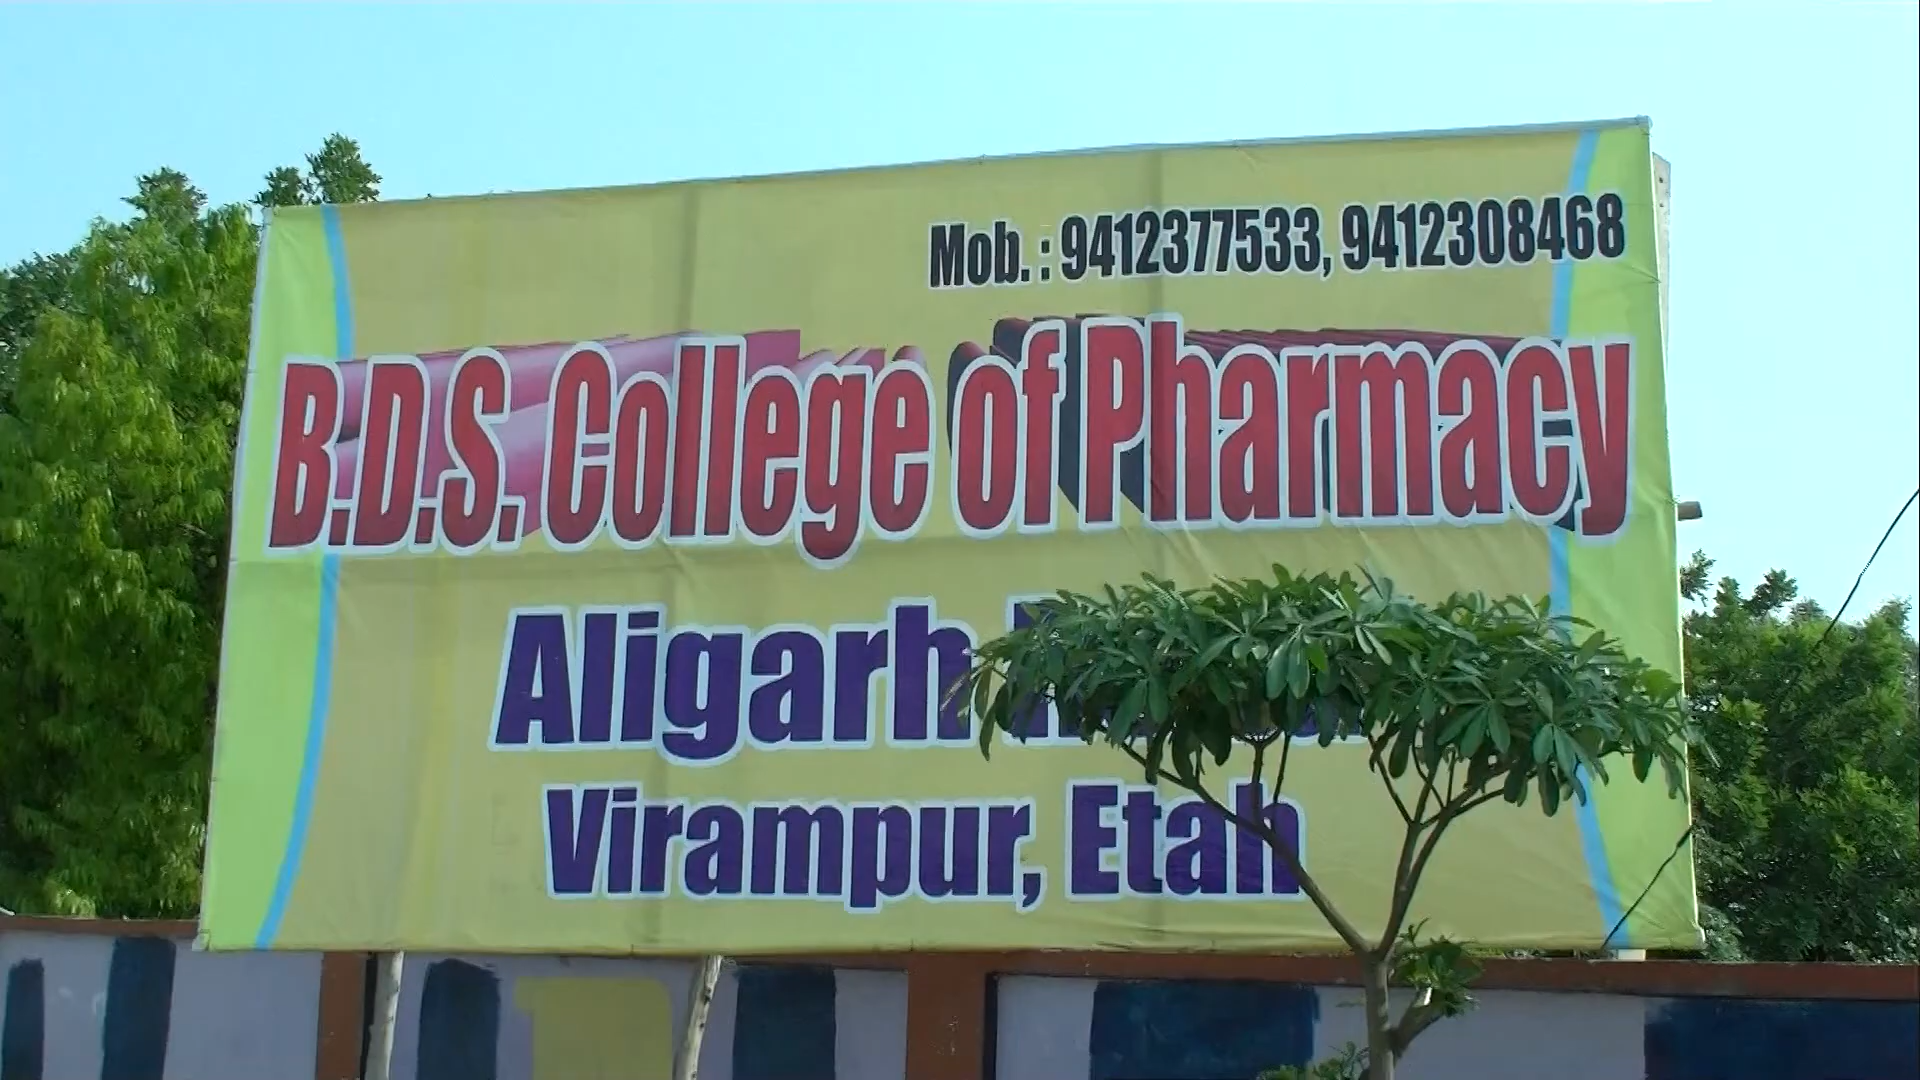 Mob. : 9412377533, 9412308468
B.D.S. College of Pharmacy
Aligarh
Virampur, Etah